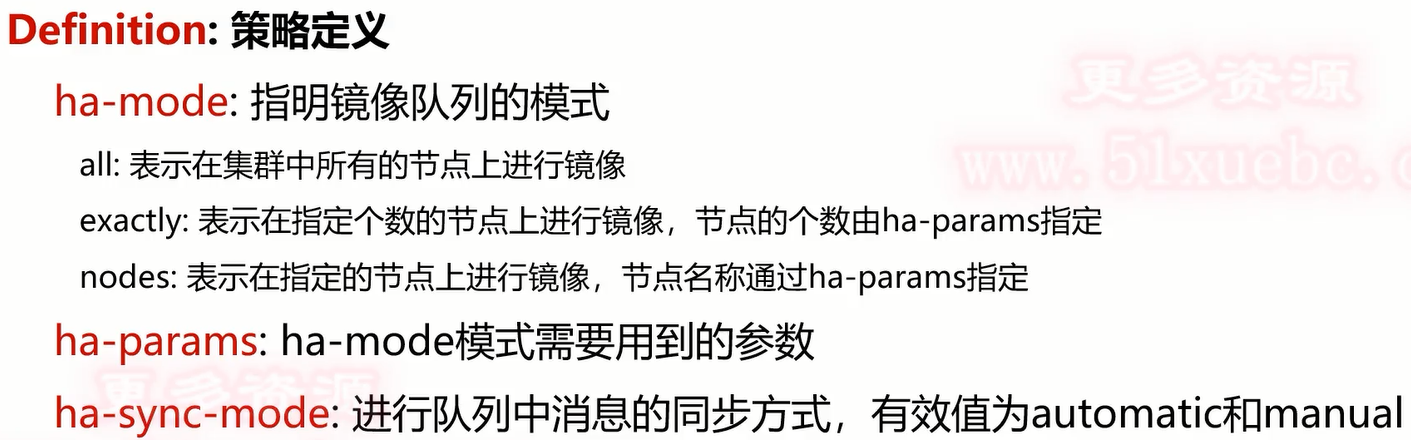 Definition: 策略定义
更多资源
ha-mode: 指明镜像队列的模式
www.51xuebc.c
all: 表示在集群中所有的节点上进行镜像
exactly: 表示在指定个数的节点上进行镜像，节点的个数由ha-params指定
nodes: 表示在指定的节点上进行镜像，节点名称通过ha-params指定
ha-params: ha-mode模式需要用到的参数
更多资源
ha-sync-mode: 进行队列中消息的同步方式，有效值为automatic和manual